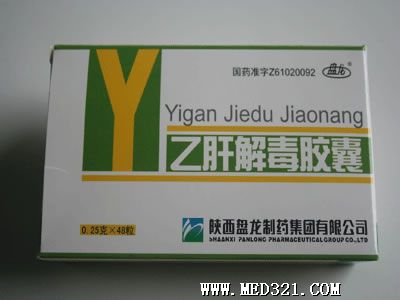 国药准字Z61020092
盘龙®
Y
Yigan Jiedu Jiaonang
乙肝解毒胶囊
0.25克×48粒
陕西盘龙制药集团有限公司
SHAANXI PANLONG PHARMACEUTICAL GROUP CO.,LTD.
WWW.MED321.COM